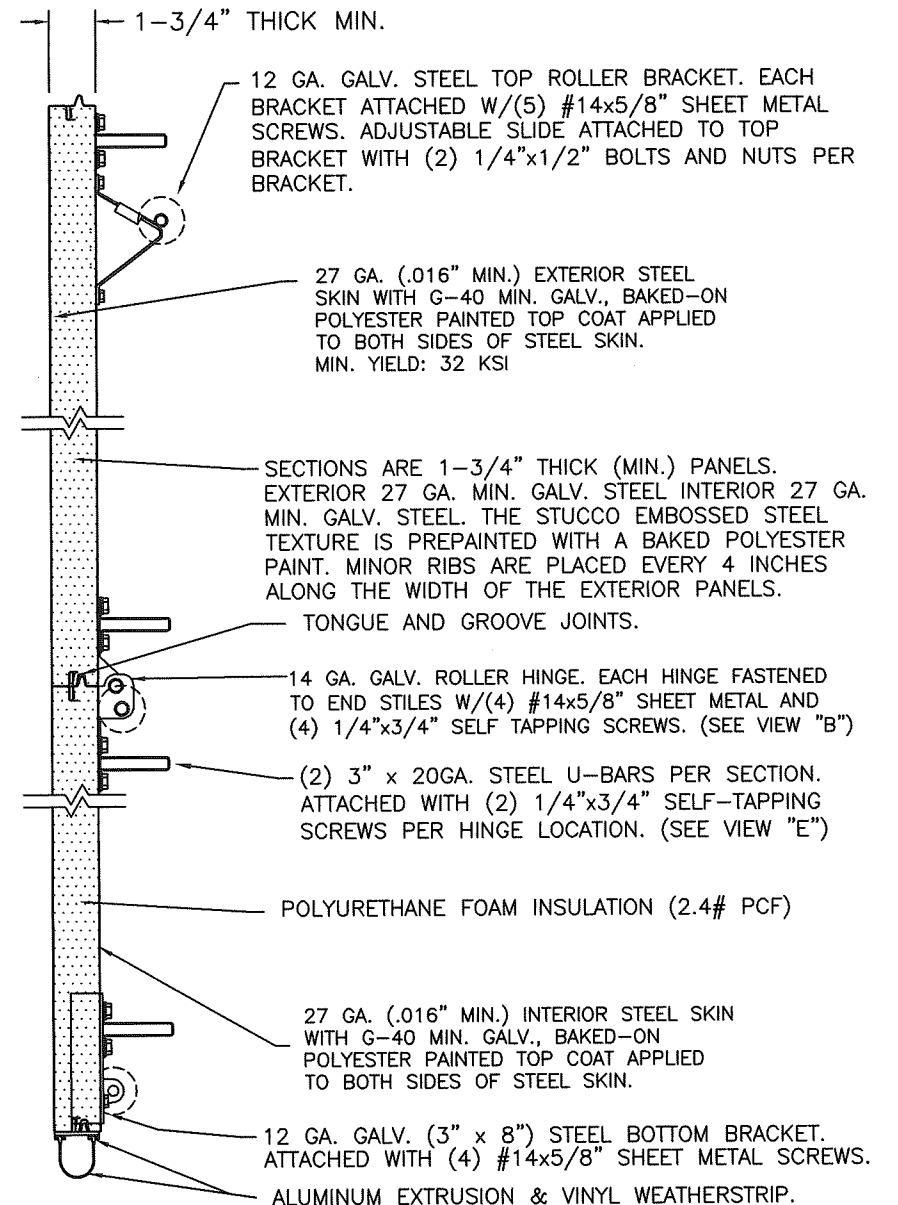 1-3/4" THICK MIN.
12 GA. GALV. STEEL TOP ROLLER BRACKET. EACH
BRACKET ATTACHED W/(5) #14x5/8" SHEET METAL
SCREWS. ADJUSTABLE SLIDE ATTACHED TO TOP
BRACKET WITH (2) 1/4"x1/2" BOLTS AND NUTS PER
BRACKET.
27 GA. (.016" MIN.) EXTERIOR STEEL
SKIN WITH G-40 MIN. GALV., BAKED-ON
POLYESTER PAINTED TOP COAT APPLIED
TO BOTH SIDES OF STEEL SKIN.
MIN. YIELD: 32 KSI
SECTIONS ARE 1-3/4" THICK (MIN.) PANELS.
EXTERIOR 27 GA. MIN. GALV. STEEL INTERIOR 27 GA.
MIN. GALV. STEEL. THE STUCCO EMBOSSED STEEL
TEXTURE IS PREPAINTED WITH A BAKED POLYESTER
PAINT. MINOR RIBS ARE PLACED EVERY 4 INCHES
ALONG THE WIDTH OF THE EXTERIOR PANELS.
TONGUE AND GROOVE JOINTS.
14 GA. GALV. ROLLER HINGE. EACH HINGE FASTENED
TO END STILES W/(4) #14x5/8" SHEET METAL AND
(4) 1/4"x3/4" SELF TAPPING SCREWS. (SEE VIEW "B")
(2) 3" x 20GA. STEEL U-BARS PER SECTION.
ATTACHED WITH (2) 1/4"x3/4" SELF-TAPPING
SCREWS PER HINGE LOCATION. (SEE VIEW "E")
POLYURETHANE FOAM INSULATION (2.4# PCF)
27 GA. (.016" MIN.) INTERIOR STEEL SKIN
WITH G-40 MIN. GALV., BAKED-ON
POLYESTER PAINTED TOP COAT APPLIED
TO BOTH SIDES OF STEEL SKIN.
12 GA. GALV. (3" x 8") STEEL BOTTOM BRACKET.
ATTACHED WITH (4) #14x5/8" SHEET METAL SCREWS.
ALUMINUM EXTRUSION & VINYL WEATHERSTRIP.